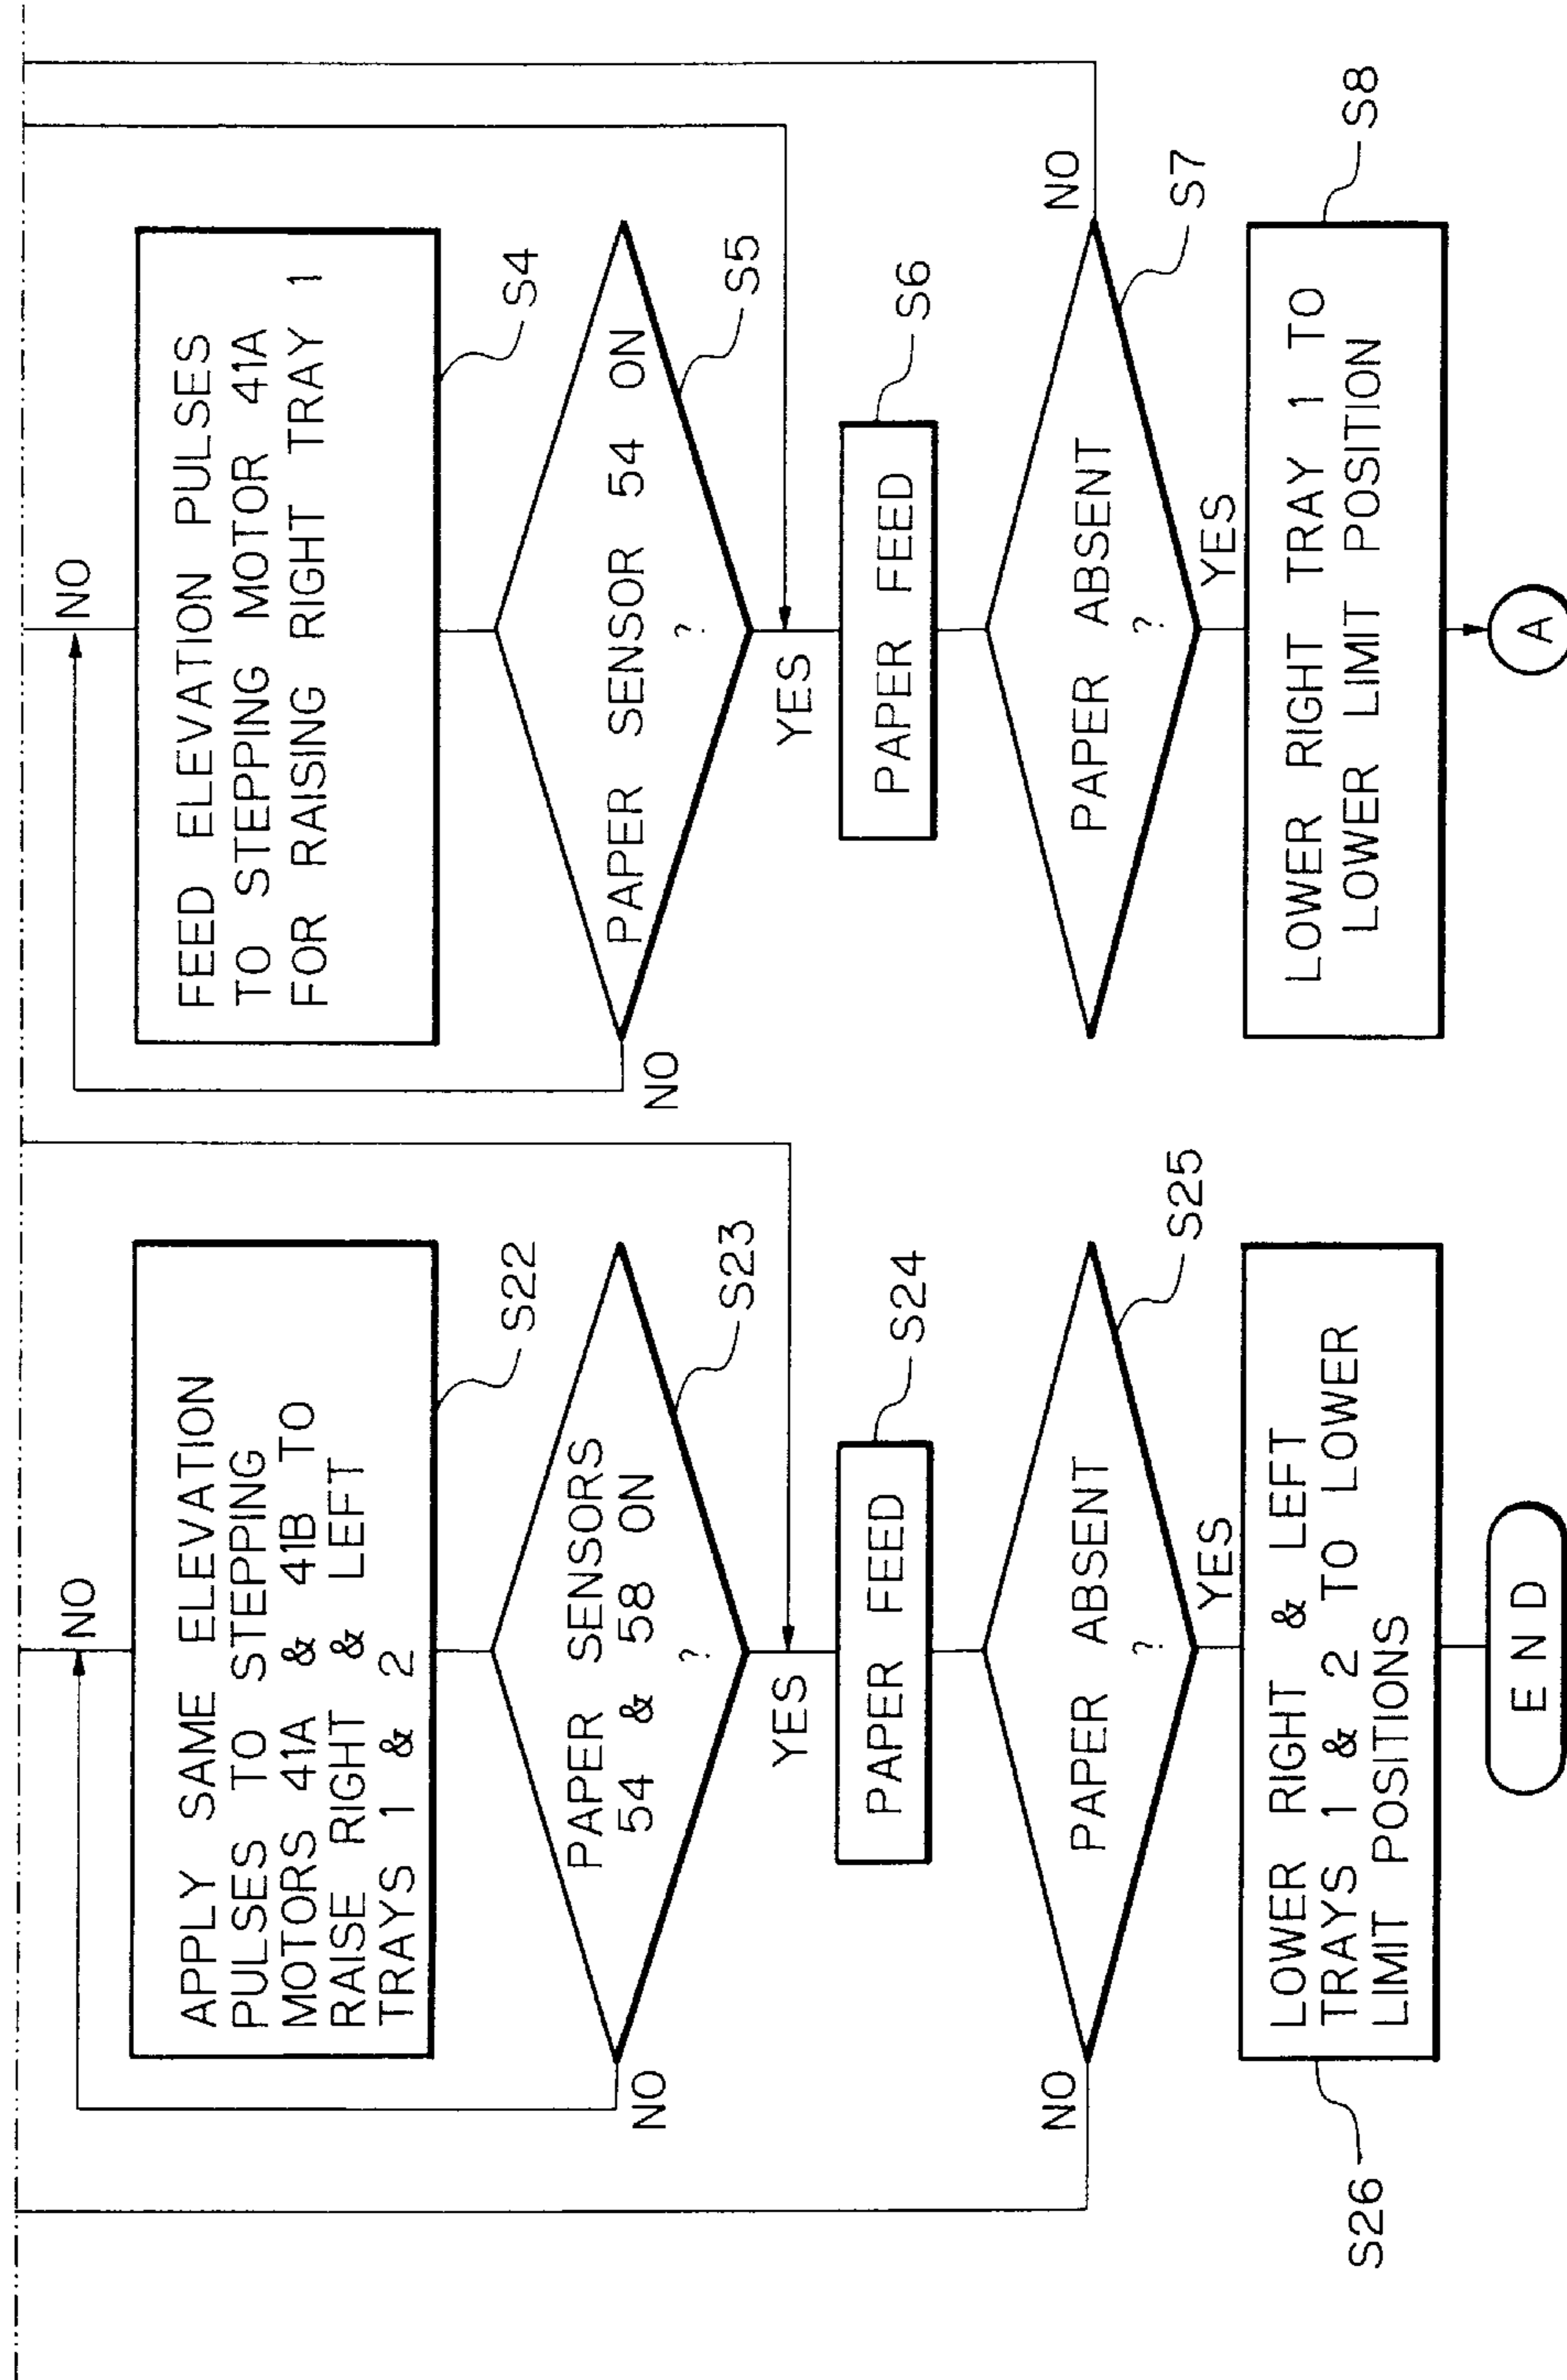 NO
APPLY SAME ELEVATION
PULSES TO STEPPING
MOTORS 41A & 41B TO
RAISE RIGHT & LEFT
TRAYS 1 & 2
S22
PAPER SENSORS
54 & 58 ON
?
S23
NO
YES
PAPER FEED
S24
PAPER ABSENT
?
S25
NO
YES
LOWER RIGHT & LEFT
TRAYS 1 & 2 TO LOWER
LIMIT POSITIONS
S26
END
NO
FEED ELEVATION PULSES
TO STEPPING MOTOR 41A
FOR RAISING RIGHT TRAY 1
S4
PAPER SENSOR 54 ON
?
S5
NO
YES
PAPER FEED
S6
PAPER ABSENT
?
S7
NO
YES
LOWER RIGHT TRAY 1 TO
LOWER LIMIT POSITION
S8
A